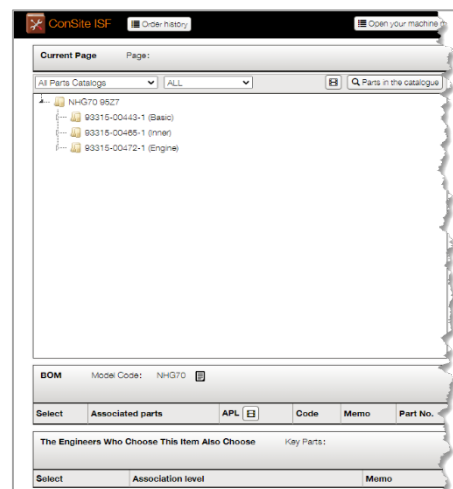 ConSite ISF Order history Open your machine
Current Page Page:
All Parts Catalogs ALL Parts in the catalogue
NHG70 95Z7
93315-00443-1 (Basic)
93315-00465-1 (Inner)
93315-00472-1 (Engine)
BOM Model Code: NHG70
Select Associated parts APL Code Memo Part No.
The Engineers Who Choose This Item Also Choose Key Parts:
Select Association level Memo